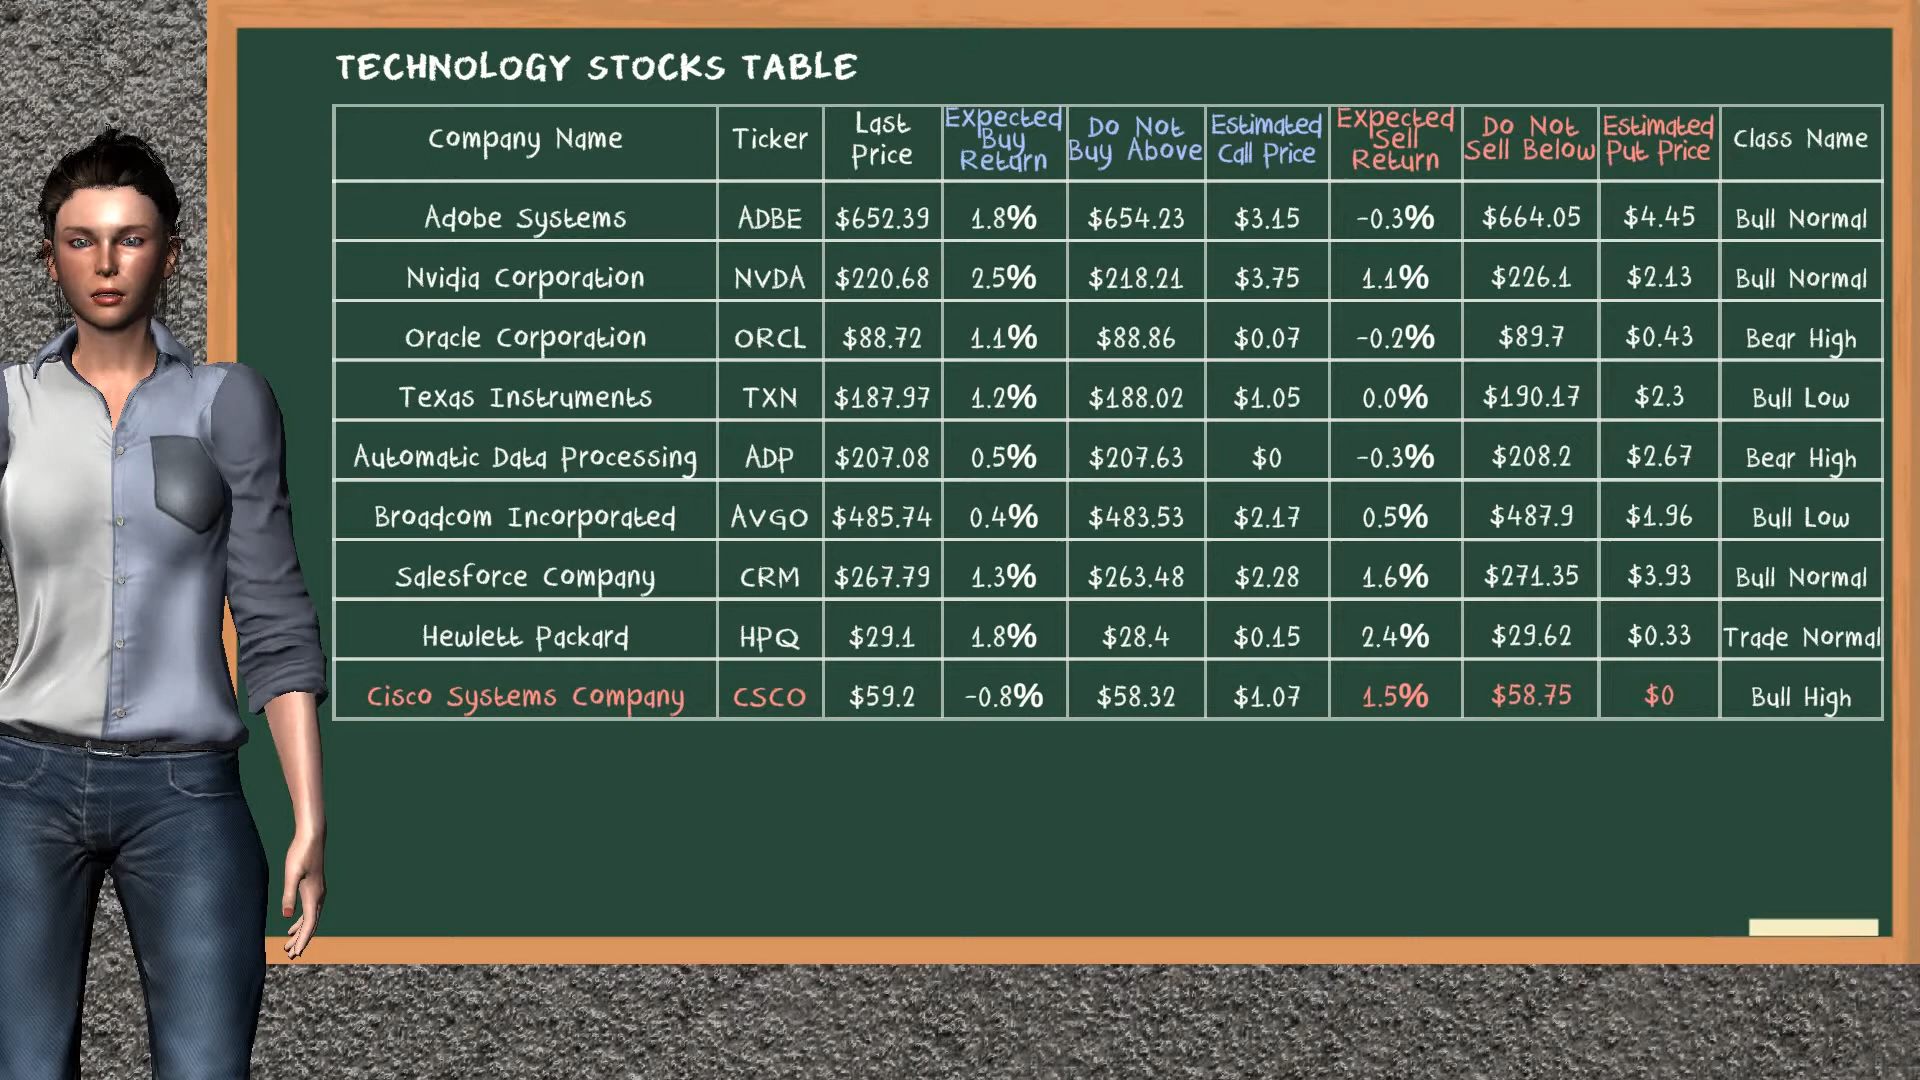 TECHNOLOGY STOCKS TABLE
Company Name Ticker Last Price Expected Buy Return Do Not Buy Above Estimated Call Price Expected Sell Return Do Not Sell Below Estimated Put Price Class Name
Adobe Systems ADBE $652.39 1.8% $654.23 $3.15 -0.3% $664.05 $4.45 Bull Normal
Nvidia Corporation NVDA $220.68 2.5% $218.21 $3.75 1.1% $226.1 $2.13 Bull Normal
Oracle Corporation ORCL $88.72 1.1% $88.86 $0.07 -0.2% $89.7 $0.43 Bear High
Texas Instruments TXN $187.97 1.2% $188.02 $1.05 0.0% $190.17 $2.3 Bull Low
Automatic Data Processing ADP $207.08 0.5% $207.63 $0 -0.3% $208.2 $2.67 Bear High
Broadcom Incorporated AVGO $485.74 0.4% $483.53 $2.17 0.5% $487.9 $1.96 Bull Low
Salesforce Company CRM $267.79 1.3% $263.48 $2.28 1.6% $271.35 $3.93 Bull Normal
Hewlett Packard HPQ $29.1 1.8% $28.4 $0.15 2.4% $29.62 $0.33 Trade Normal
Cisco Systems Company CSCO $59.2 -0.8% $58.32 $1.07 1.5% $58.75 $0 Bull High